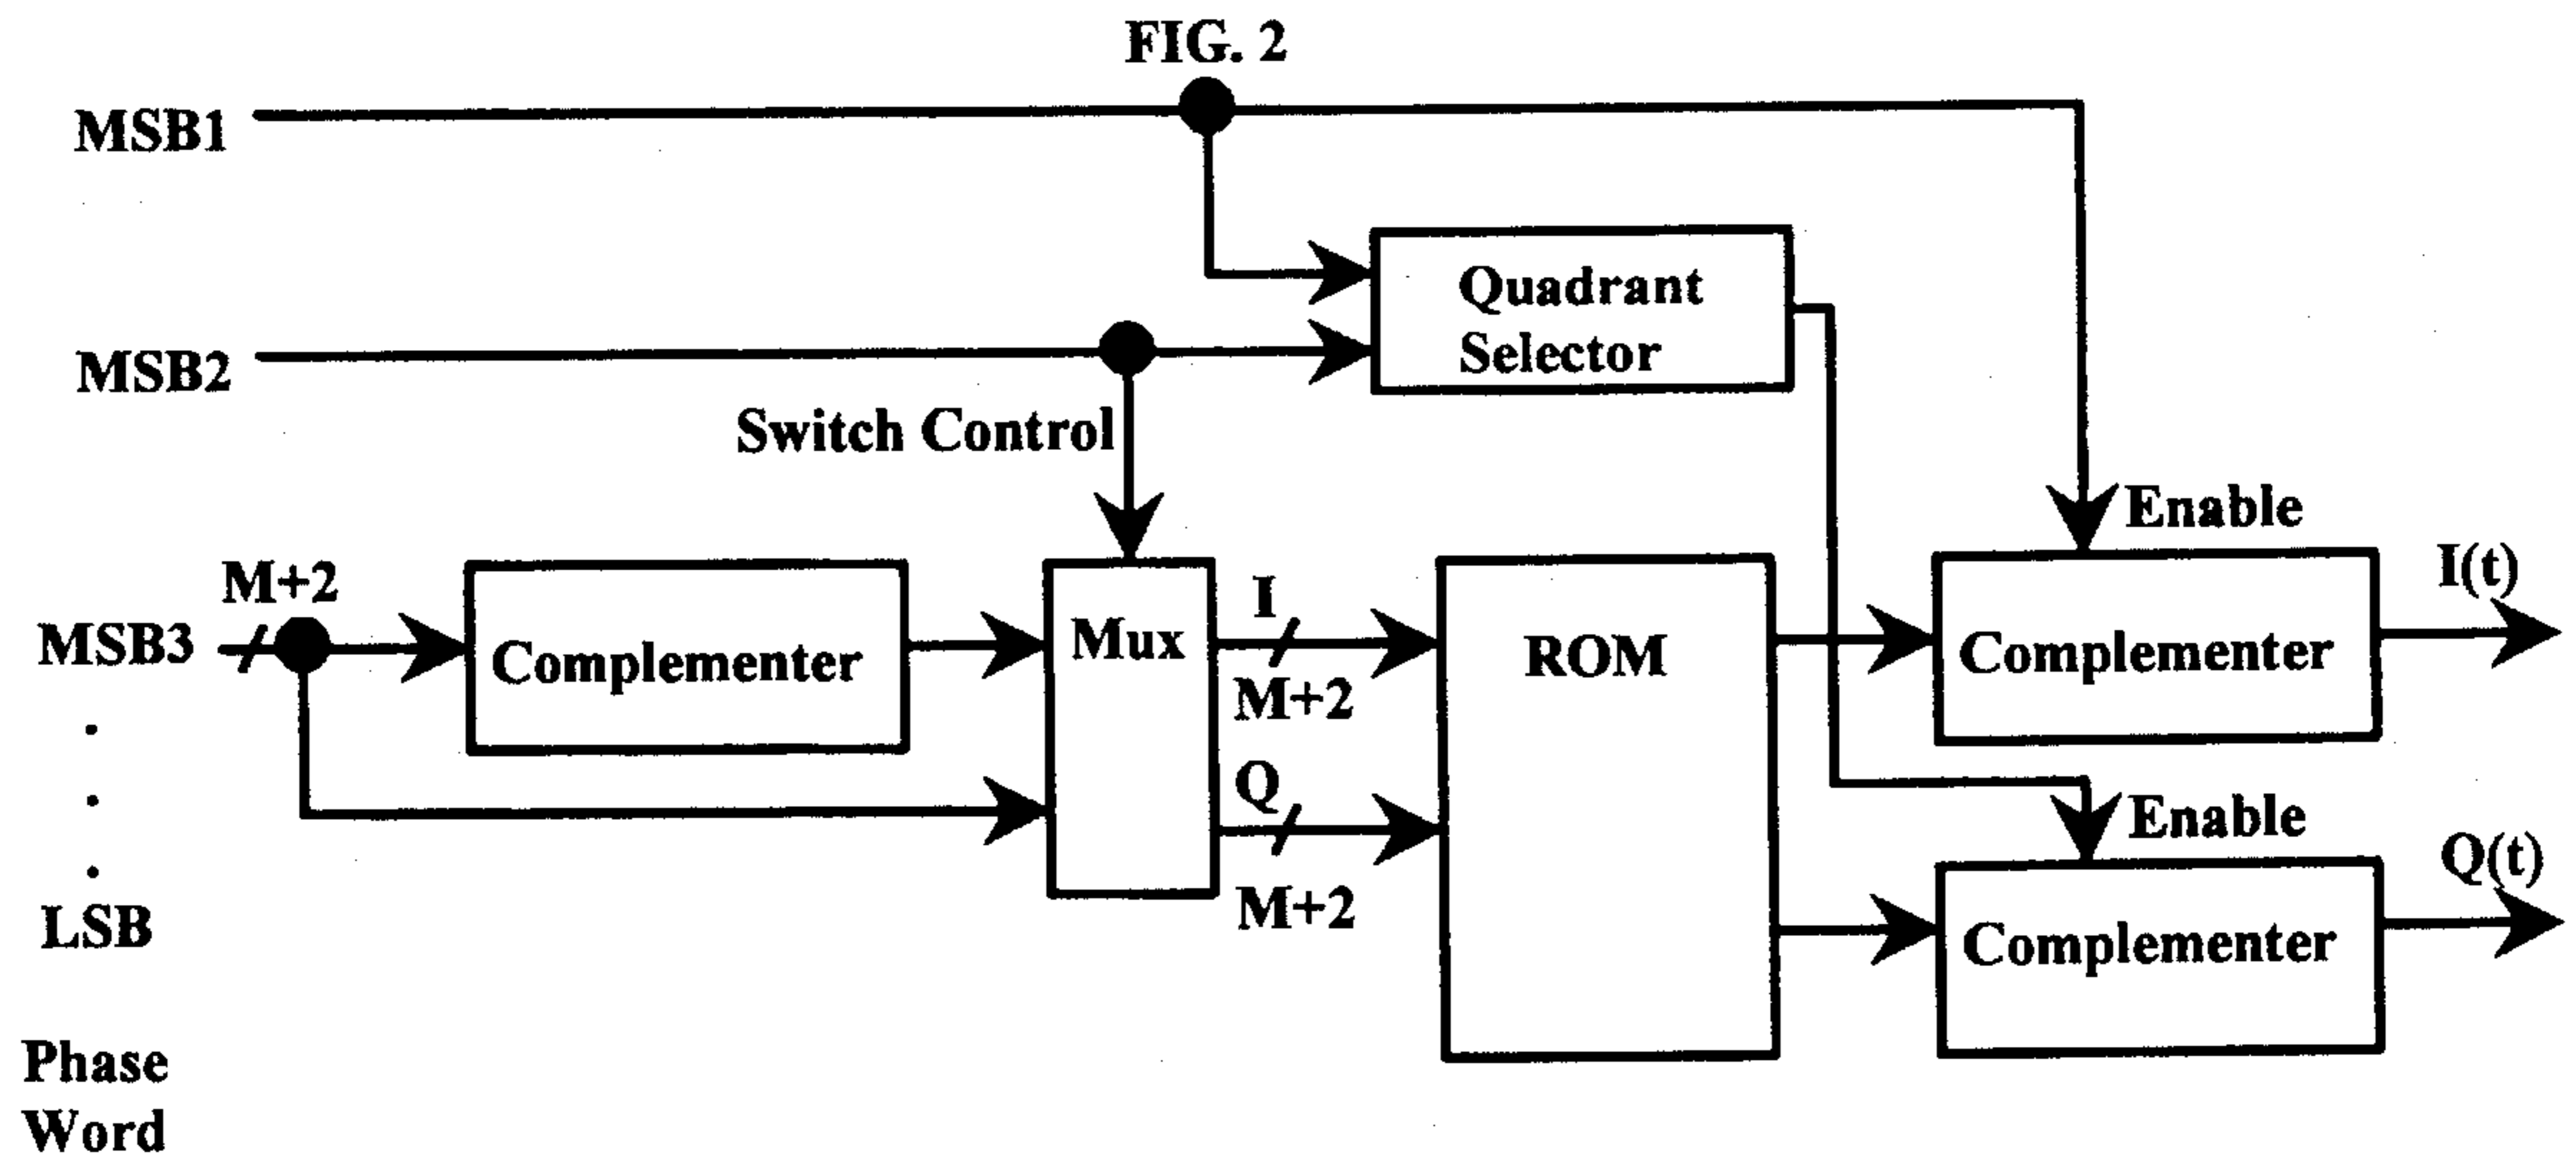 FIG. 2
MSB1
Quadrant
Selector
MSB2
Switch Control
Enable
M+2
I
I(t)
MSB3
Complementer
Mux
ROM
Complementer
M+2
Q
Enable
Q(t)
M+2
LSB
Complementer
Phase
Word